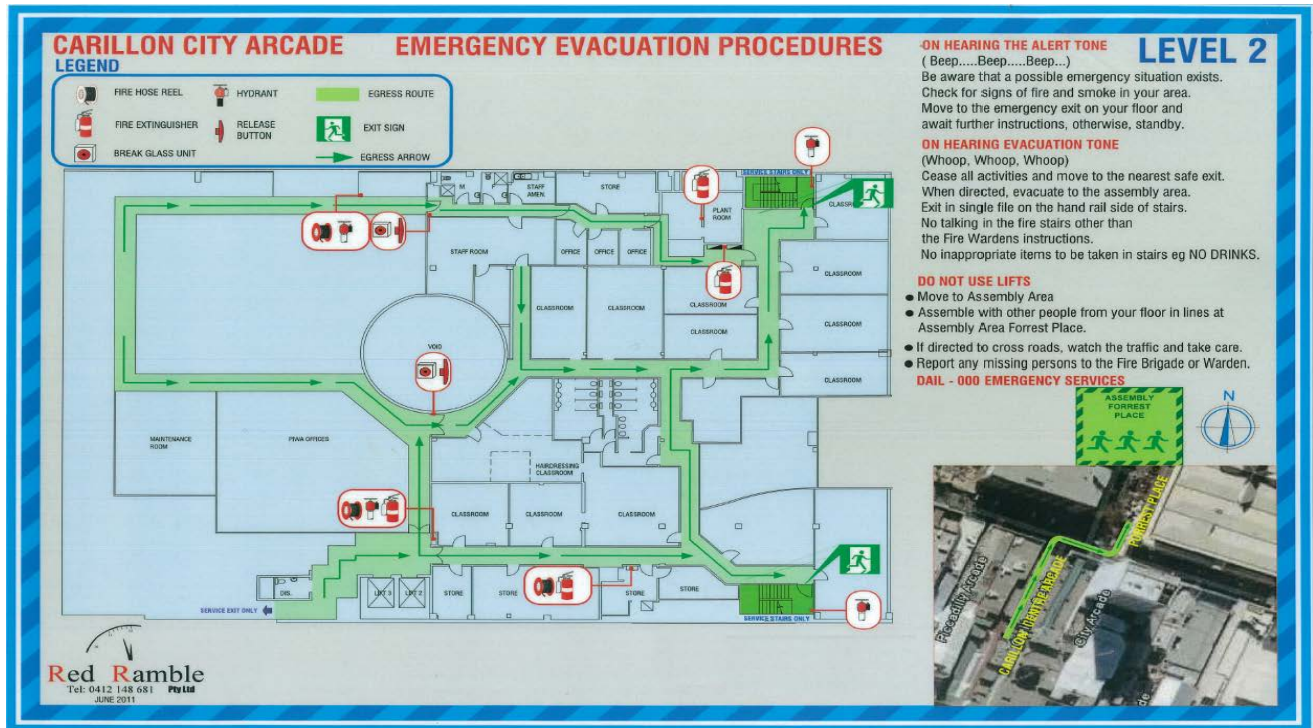 CARILLON CITY ARCADE EMERGENCY EVACUATION PROCEDURES
LEVEL 2
LEGEND
FIRE HOSE REEL
HYDRANT
EGRESS ROUTE
FIRE EXTINGUISHER
RELEASE
BUTTON
EXIT SIGN
BREAK GLASS UNIT
EGRESS ARROW
-ON HEARING THE ALERT TONE
( Beep.....Beep.....Beep...)
Be aware that a possible emergency situation exists.
Check for signs of fire and smoke in your area.
Move to the emergency exit on your floor and
await further instructions, otherwise, standby.
ON HEARING EVACUATION TONE
(Whoop, Whoop, Whoop)
Cease all activities and move to the nearest safe exit.
When directed, evacuate to the assembly area.
Exit in single file on the hand rail side of stairs.
No talking in the fire stairs other than
the Fire Wardens instructions.
No inappropriate items to be taken in stairs eg NO DRINKS.
DO NOT USE LIFTS
● Move to Assembly Area
● Assemble with other people from your floor in lines at
Assembly Area Forrest Place.
● If directed to cross roads, watch the traffic and take care.
● Report any missing persons to the Fire Brigade or Warden.
DAIL - 000 EMERGENCY SERVICES
ASSEMBLY
FORREST
PLACE
N
SERVICE STAIRS ONLY
M
F
STAFF
AMEN.
STORE
PLANT
ROOM
STAFF ROOM
OFFICE
OFFICE
OFFICE
CLASSROOM
CLASSROOM
CLASSROOM
CLASSROOM
CLASSROOM
CLASSROOM
CLASSROOM
CLASSROOM
VOID
MAINTENANCE
ROOM
PIWA OFFICES
HAIRDRESSING
CLASSROOM
CLASSROOM
CLASSROOM
CLASSROOM
CLASSROOM
DIS.
LIFT 3
LIFT 2
STORE
STORE
STORE
STORE
SERVICE EXIT ONLY
SERVICE STAIRS ONLY
Piccadilly Arcade
CARILLON CENTRE ARCADE
City Arcade
FORREST PLACE
Red Ramble
Tel: 0412 148 681 Pty Ltd
JUNE 2011